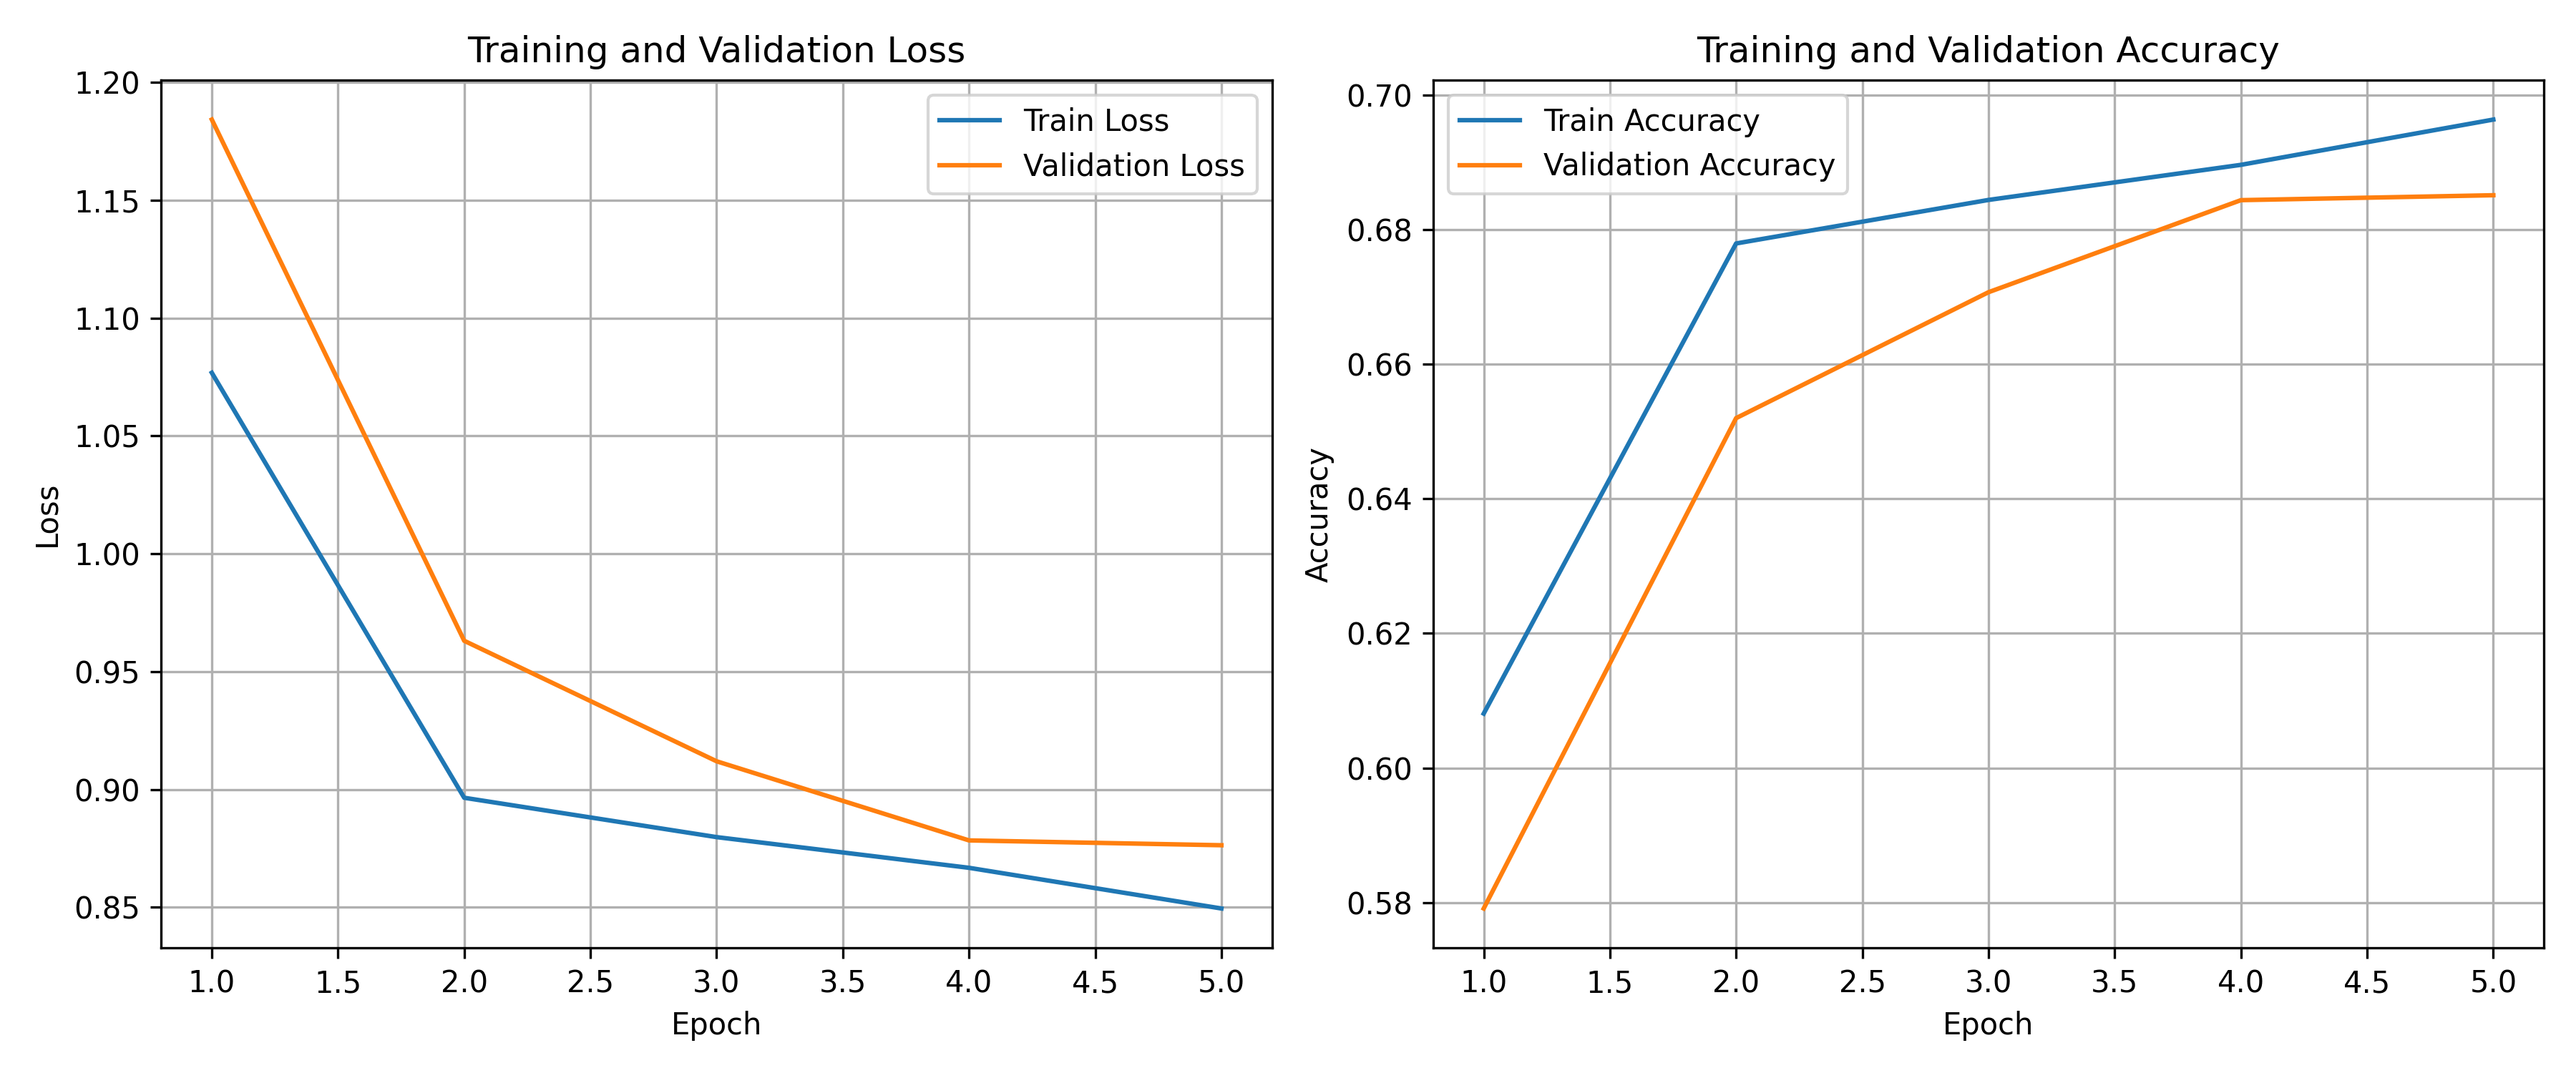 Training and Validation Loss
1.20
1.15
1.10
1.05
1.00
0.95
0.90
0.85
Loss
Train Loss
Validation Loss
1.0 1.5 2.0 2.5 3.0 3.5 4.0 4.5 5.0
Epoch
Training and Validation Accuracy
0.70
0.68
0.66
0.64
0.62
0.60
0.58
Accuracy
Train Accuracy
Validation Accuracy
1.0 1.5 2.0 2.5 3.0 3.5 4.0 4.5 5.0
Epoch